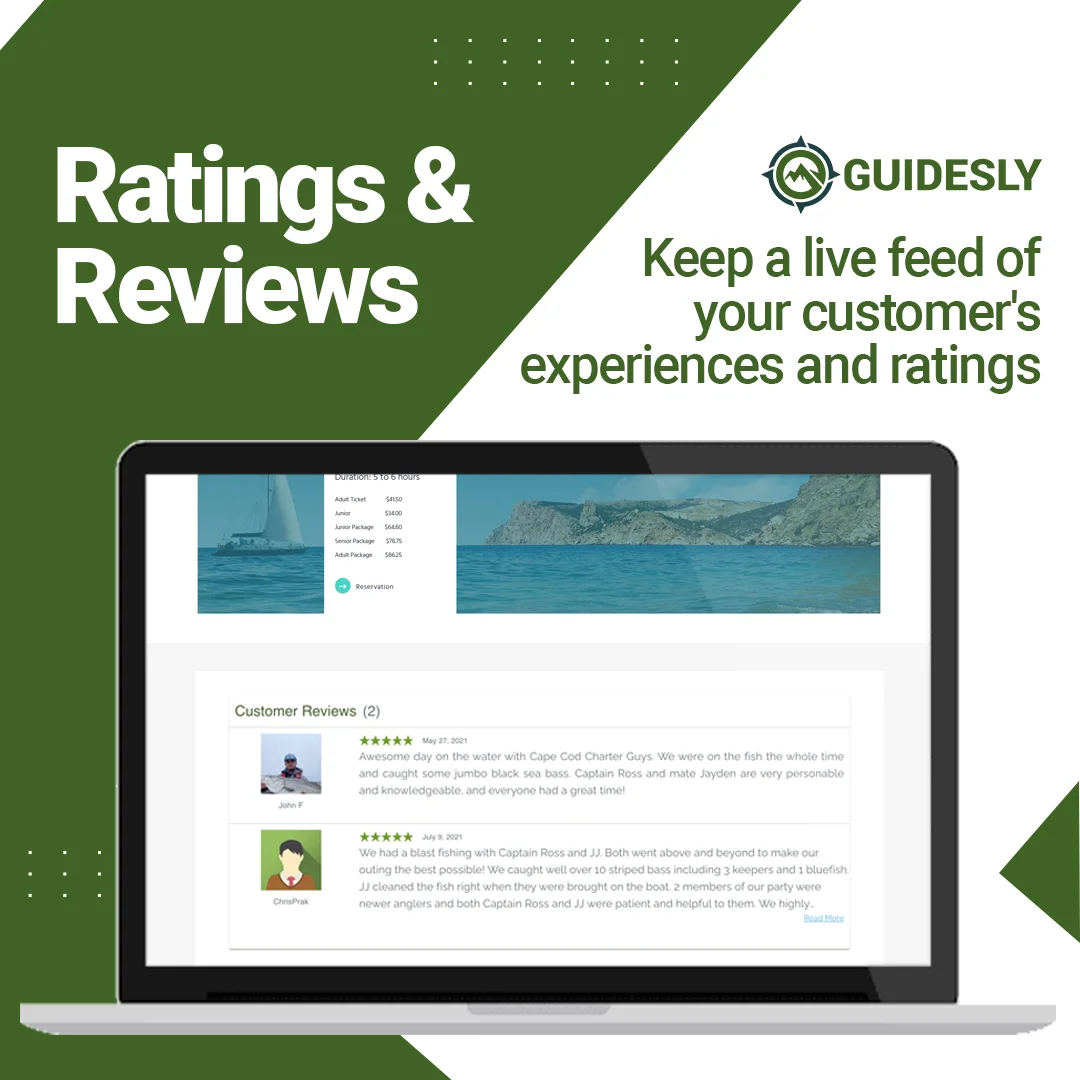 Ratings &
Reviews
GUIDESLY
Keep a live feed of
your customer's
experiences and ratings
Duration: 5 to 6 hours
Adult Ticket $41.50
Junior $34.00
Junior Package $64.60
Senior Package $78.75
Adult Package $86.25
Reservation
Customer Reviews (2)
May 27, 2021
Awesome day on the water with Cape Cod Charter Guys. We were on the fish the whole time
and caught some jumbo black sea bass. Captain Ross and mate Jayden are very personable
and knowledgeable, and everyone had a great time!
John F
July 9, 2021
We had a blast fishing with Captain Ross and JJ. Both went above and beyond to make our
outing the best possible! We caught well over 10 striped bass including 3 keepers and 1 bluefish.
JJ cleaned the fish right when they were brought on the boat. 2 members of our party were
newer anglers and both Captain Ross and JJ were patient and helpful to them. We highly...
ChrisPrak
Read More